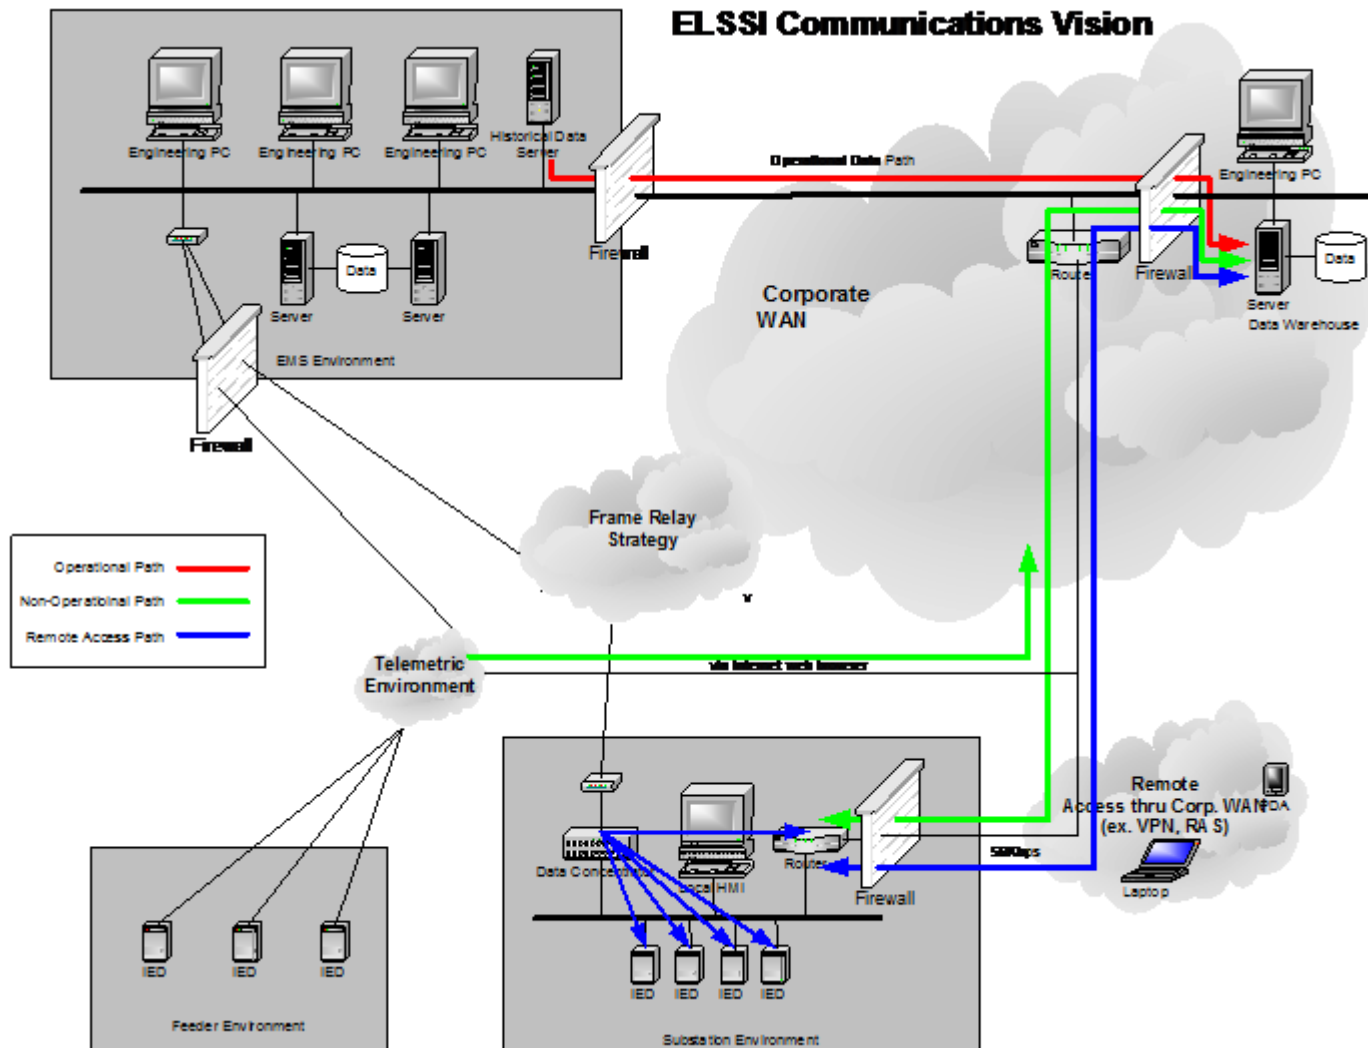 ELSSI Communications Vision
Engineering PC
Engineering PC
Engineering PC
Historical Data
Server
Operational Data Path
Engineering PC
Firewall
Router
Firewall
Data
Data
Server
Server
Server
Data Warehouse
Corporate
WAN
EMS Environment
Firewall
Frame Relay
Strategy
Operational Path
Non-Operatioinal Path
Remote Access Path
Telemetric
Environment
via Internet web browser
Remote
Access thru Corp. WAN
(ex. VPN, RAS)
PDA
Laptop
56Kbps
Data Concentrator
Local HMI
Router
Firewall
IED
IED
IED
IED
IED
IED
IED
Feeder Environment
Substation Environment